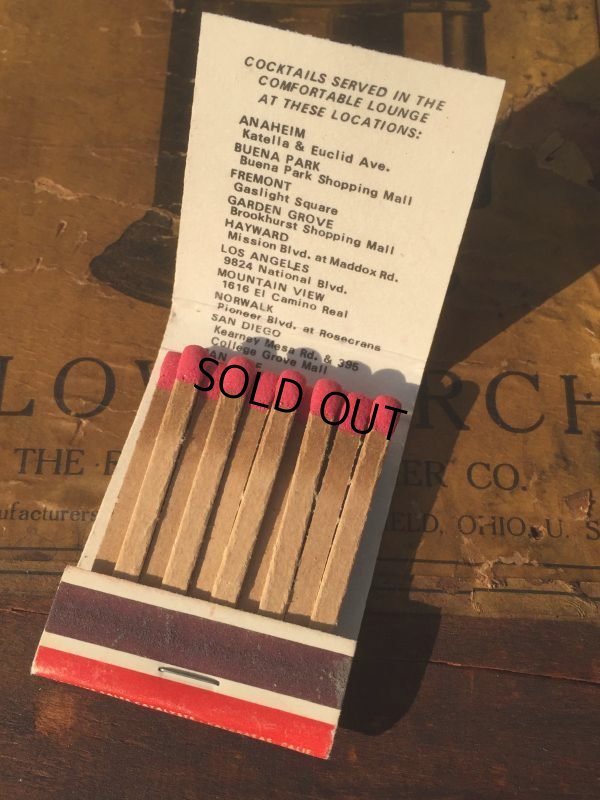 COCKTAILS SERVED IN THE
COMFORTABLE LOUNGE
AT THESE LOCATIONS:
ANAHEIM
Katella & Euclid Ave.
BUENA PARK
Buena Park Shopping Mall
FREMONT
Gaslight Square
GARDEN GROVE
Brookhurst Shopping Mall
HAYWARD
Mission Blvd. at Maddox Rd.
LOS ANGELES
9824 National Blvd.
MOUNTAIN VIEW
1616 El Camino Real
NORWALK
Pioneer Blvd. at Rosecrans
SAN DIEGO
Kearney Mesa Rd. & 395
College Grove Mall
SOLD OUT
THE
CO.
OHIO, U. S